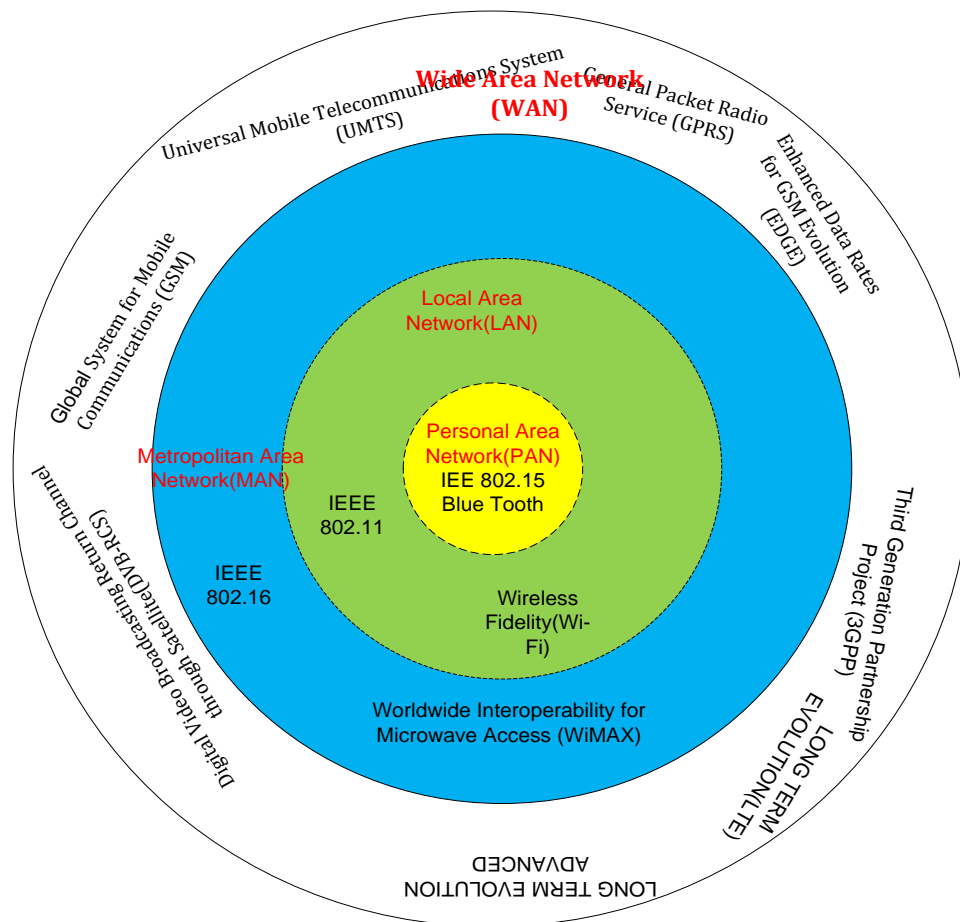 Wide Area Network
(WAN)
Universal Mobile Telecommunications System
(UMTS)
General Packet Radio
Service (GPRS)
Enhanced Data Rates
for GSM Evolution
(EDGE)
Global System for Mobile
Communications (GSM)
Local Area
Network(LAN)
Personal Area
Network(PAN)
IEE 802.15
Blue Tooth
Metropolitan Area
Network(MAN)
IEEE
802.11
IEEE
802.16
Wireless
Fidelity(Wi-
Fi)
Worldwide Interoperability for
Microwave Access (WiMAX)
Digital Video Broadcasting Return Channel
through Satellite(DVB-RCS)
Third Generation Partnership
Project (3GPP)
LONG TERM
EVOLUTION(LTE)
LONG TERM EVOLUTION
ADVANCED